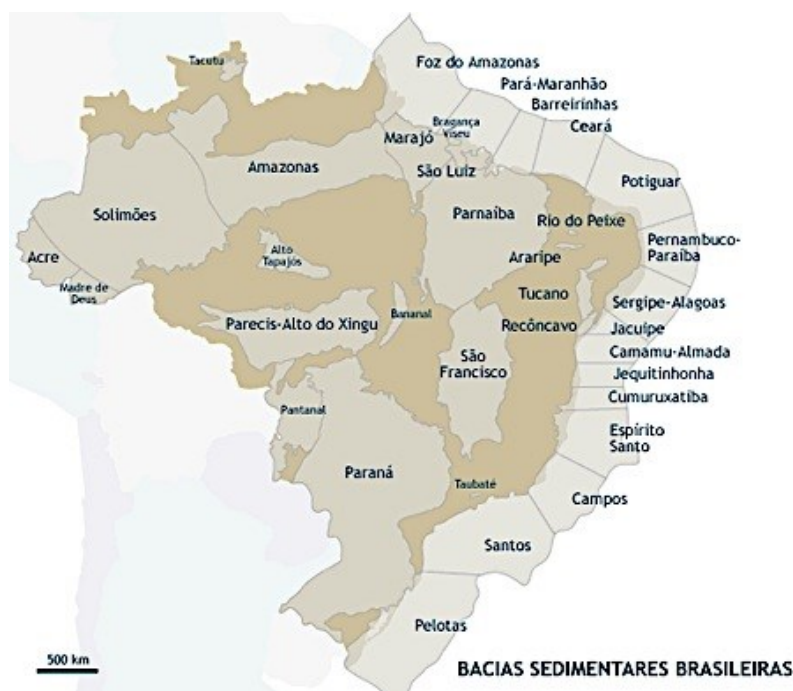 Tacutu
Foz do Amazonas
Pará-Maranhão
Barreirinhas
Bragança
Viseu
Ceará
Marajó
Amazonas
São Luiz
Potiguar
Solimões
Parnaíba
Rio do Peixe
Pernambuco-
Paraíba
Acre
Alto
Tapajós
Araripe
Madre de
Deus
Tucano
Sergipe-Alagoas
Bananal
Parecis-Alto do Xingu
Recôncavo
Jacuípe
São
Francisco
Camamu-Almada
Jequitinhonha
Cumuruxatiba
Pantanal
Espírito
Santo
Paraná
Taubaté
Campos
Santos
Pelotas
500 km
BACIAS SEDIMENTARES BRASILEIRAS